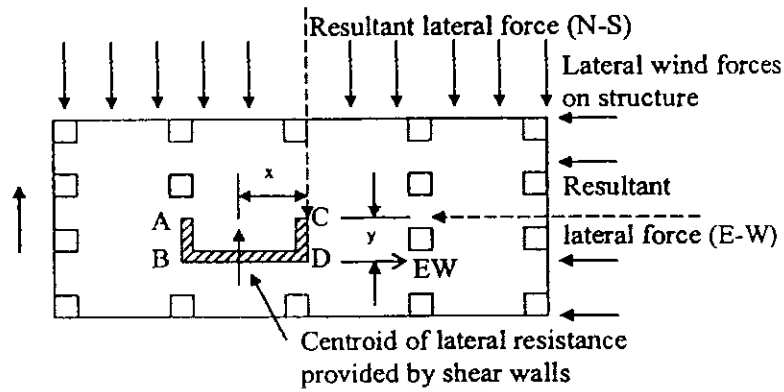 Resultant lateral force (N-S)
Lateral wind forces
on structure
x
Resultant
A
C
y
lateral force (E-W)
B
D
EW
Centroid of lateral resistance
provided by shear walls